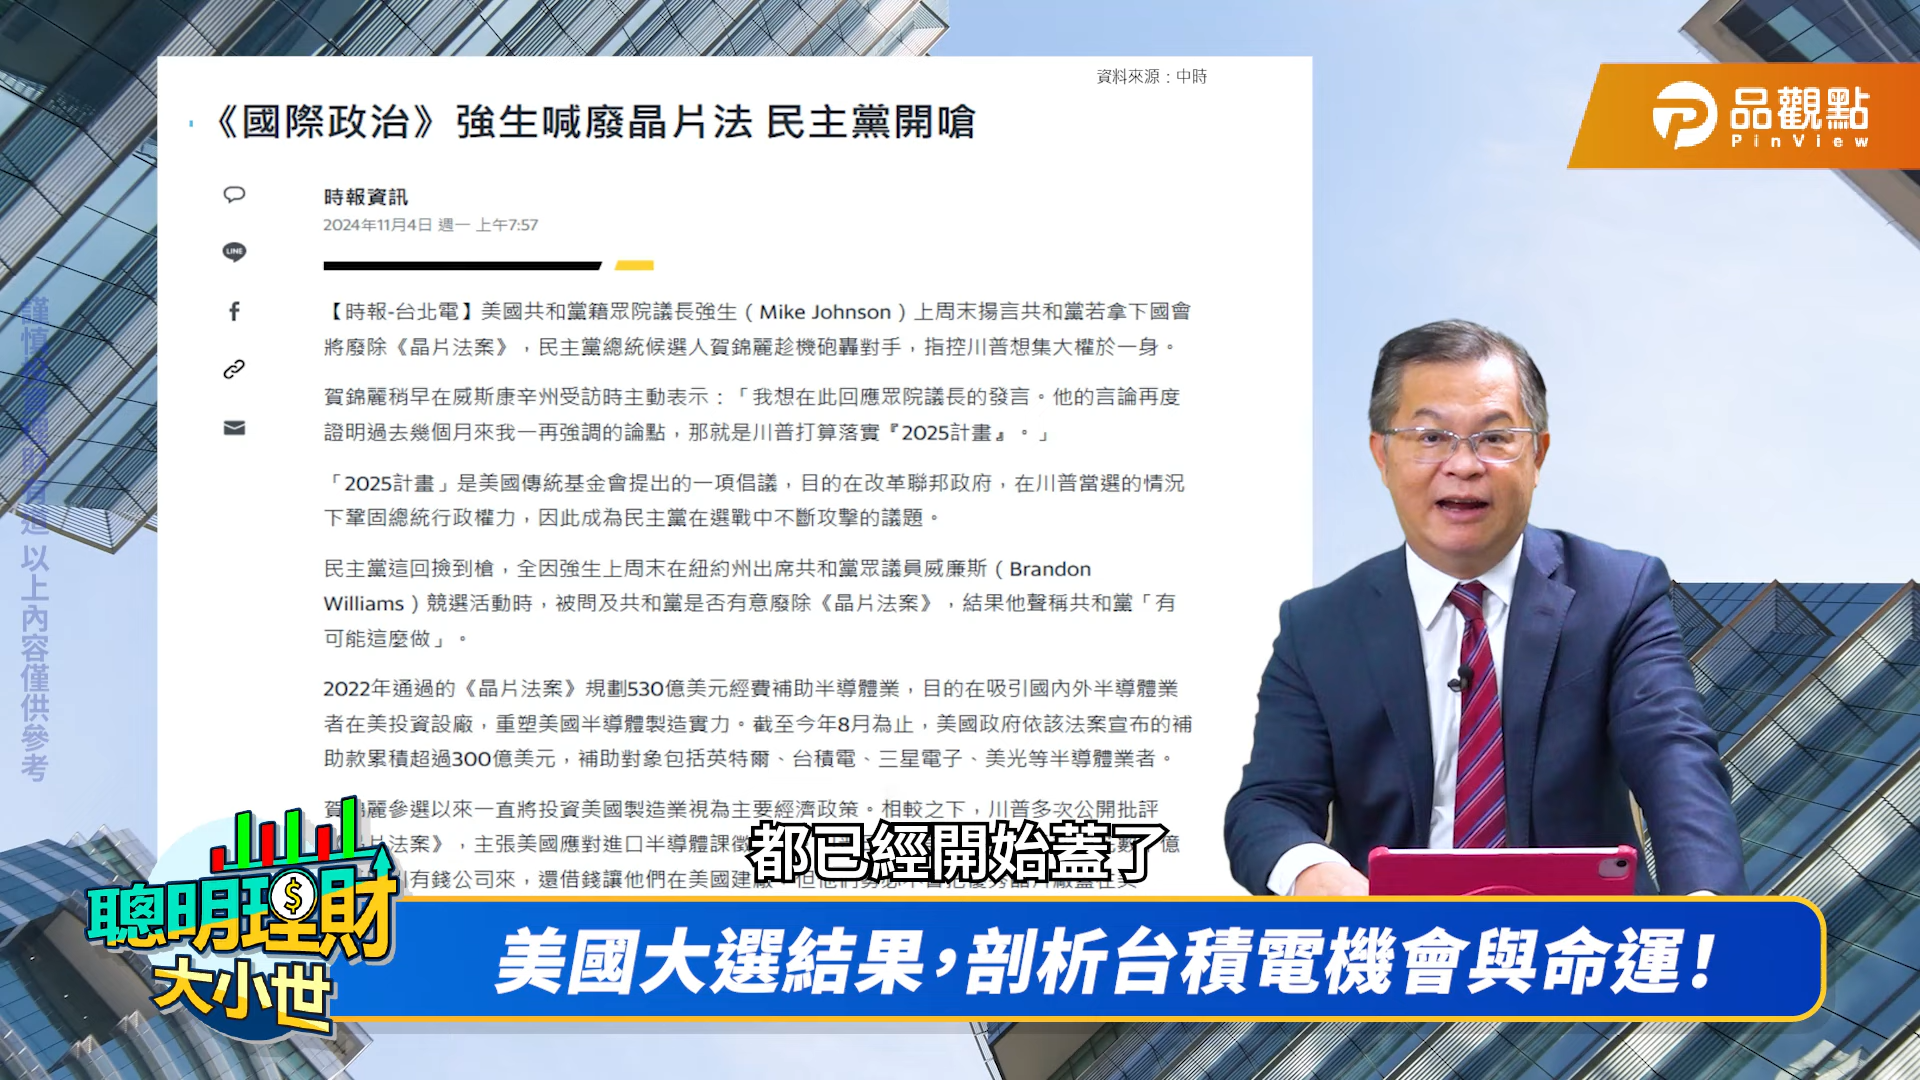 資料來源：中時
品觀點
PinView
《國際政治》強生喊廢晶片法 民主黨開嗆
時報資訊
2024年11月4日 週一 上午7:57
LINE
【時報-台北電】美國共和黨籍眾院議長強生（Mike Johnson）上周末揚言共和黨若拿下國會
將廢除《晶片法案》，民主黨總統候選人賀錦麗趁機砲轟對手，指控川普想集大權於一身。
賀錦麗稍早在威斯康辛州受訪時主動表示：「我想在此回應眾院議長的發言。他的言論再度
證明過去幾個月來我一再強調的論點，那就是川普打算落實『2025計畫』。」
「2025計畫」是美國傳統基金會提出的一項倡議，目的在改革聯邦政府，在川普當選的情況
下鞏固總統行政權力，因此成為民主黨在選戰中不斷攻擊的議題。
民主黨這回撿到槍，全因強生上周末在紐約州出席共和黨眾議員威廉斯（Brandon
Williams）競選活動時，被問及共和黨是否有意廢除《晶片法案》，結果他聲稱共和黨「有
可能這麼做」。
2022年通過的《晶片法案》規劃530億美元經費補助半導體業，目的在吸引國內外半導體業
者在美投資設廠，重塑美國半導體製造實力。截至今年8月為止，美國政府依該法案宣布的補
助款累積超過300億美元，補助對象包括英特爾、台積電、三星電子、美光等半導體業者。
賀錦麗參選以來一直將投資美國製造業視為主要經濟政策。相較之下，川普多次公開批評
片法案》，主張美國應對進口半導體課徵
億
有錢公司來，還借錢讓他們在美國建廠
都已經開始蓋了
以上內容僅供參考
聰明理財
$
大小世
美國大選結果，剖析台積電機會與命運！